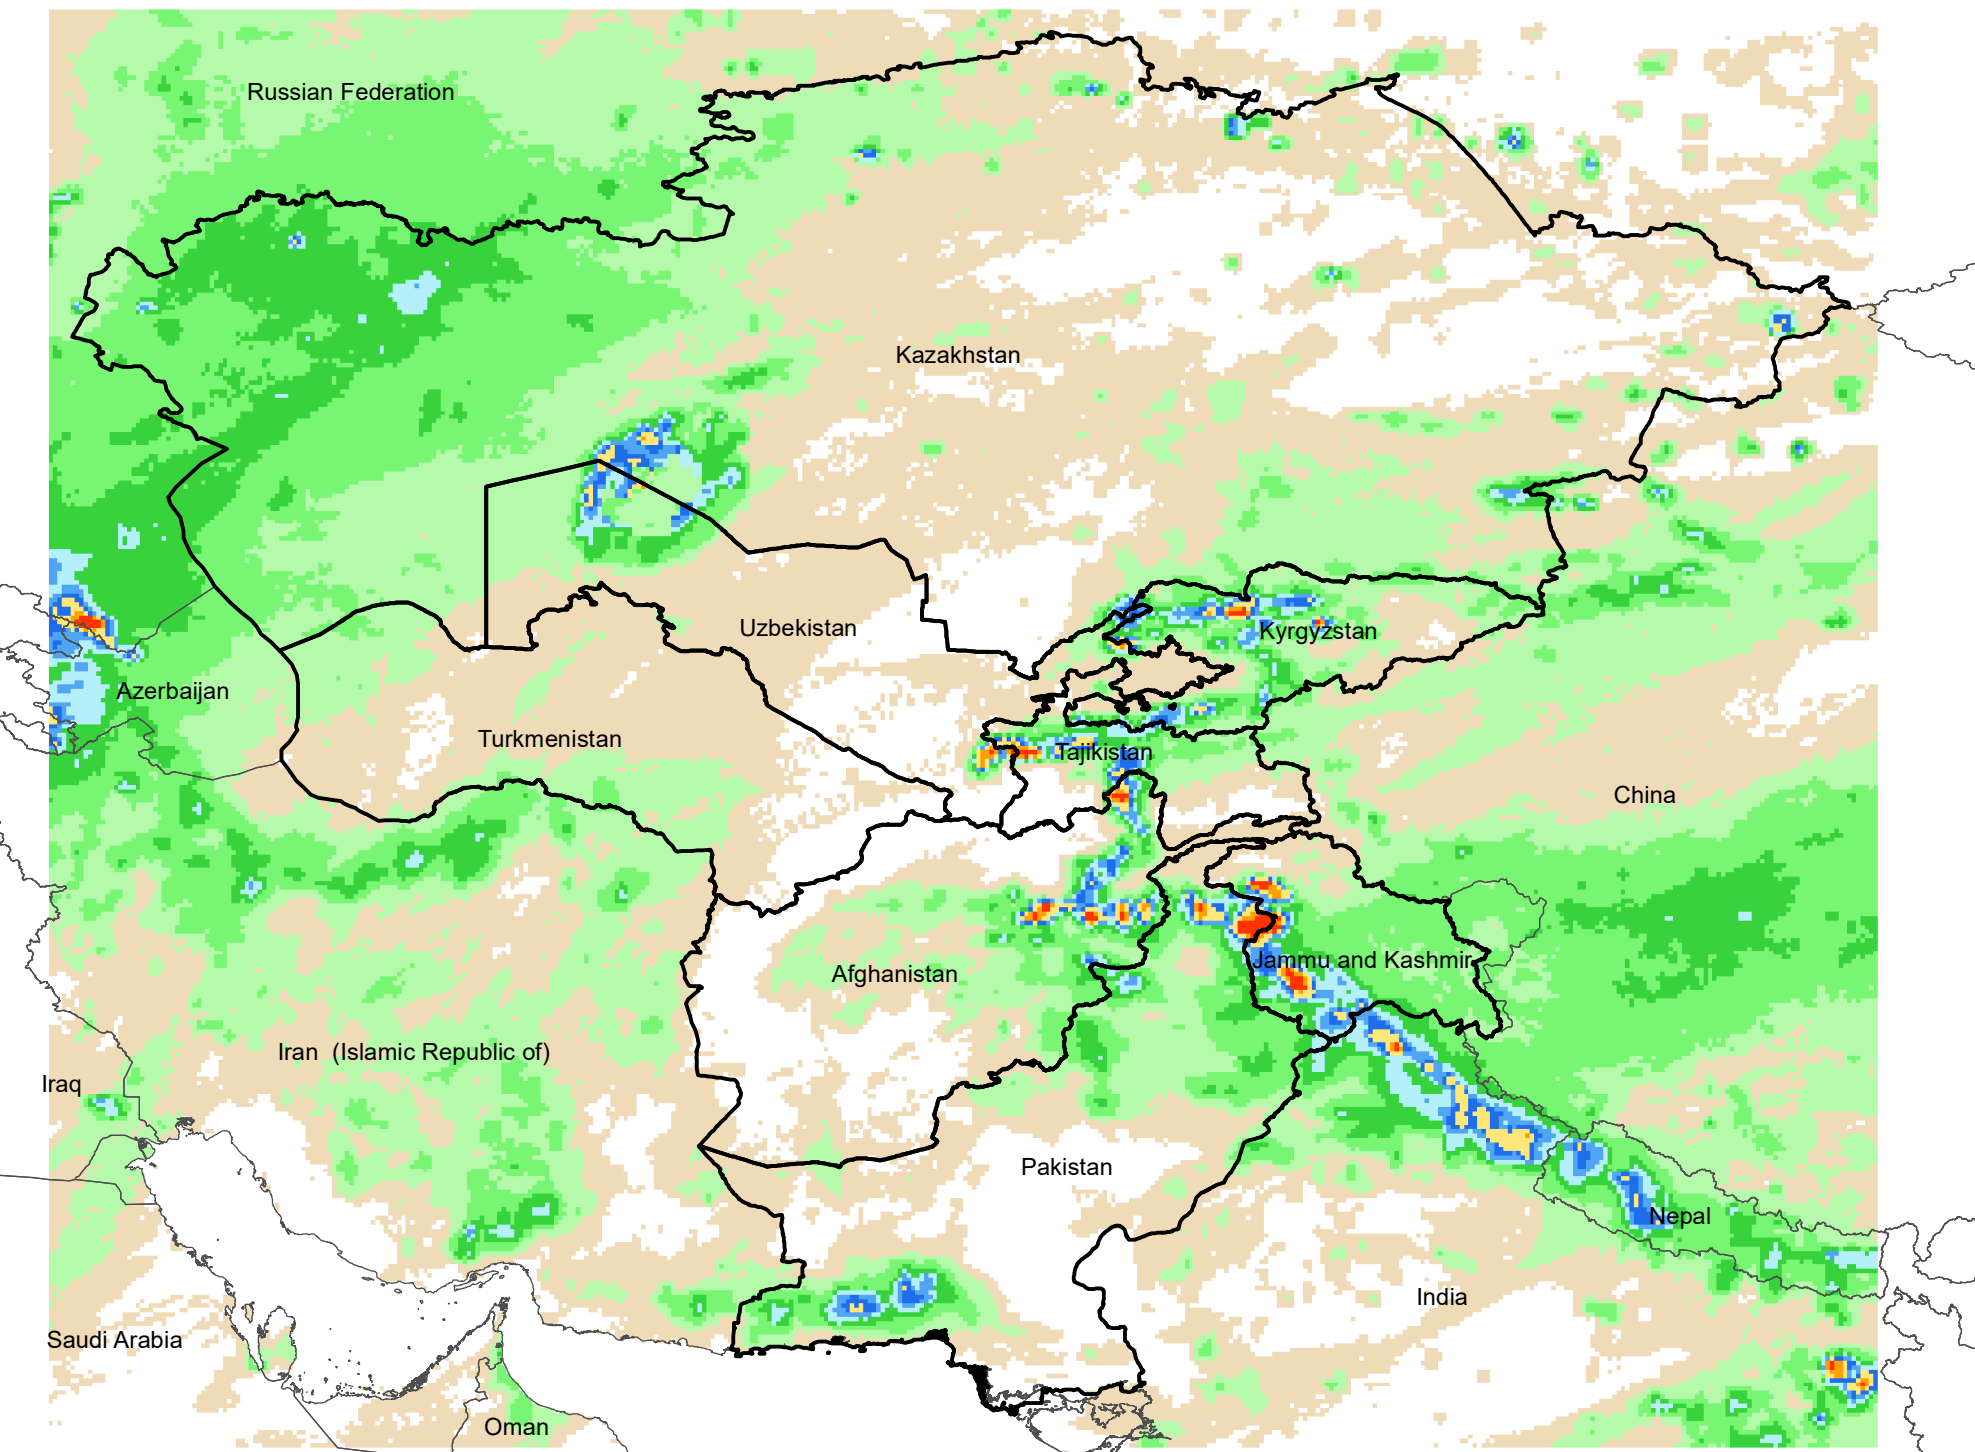 Russian Federation
Kazakhstan
Uzbekistan
Kyrgyzstan
Azerbaijan
Turkmenistan
Tajikistan
China
Jammu and Kashmir
Afghanistan
Iran  (Islamic Republic of)
Iraq
Pakistan
Nepal
India
Saudi Arabia
Oman